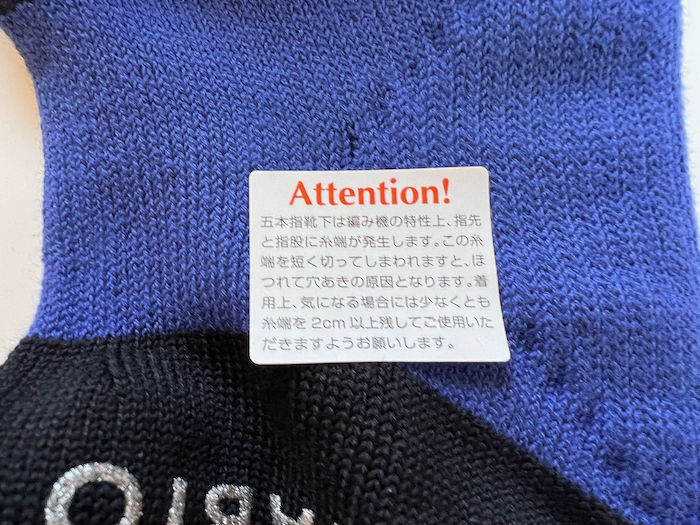 Attention!
五本指靴下は編み機の特性上、指先
と指股に糸端が発生します。この糸
端を短く切ってしまわれますと、ほ
つれて穴あきの原因となります。着
用上、気になる場合には少なくとも
糸端を2cm以上残してご使用いた
だきますようお願いします。